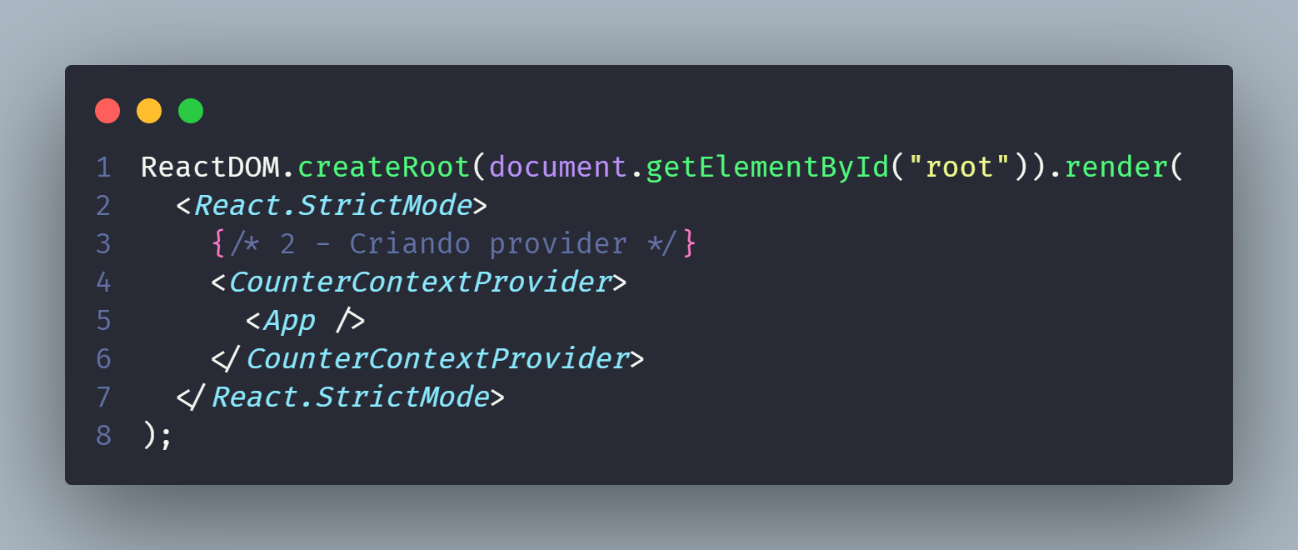 1 ReactDOM.createRoot(document.getElementById("root")).render(
2 <React.StrictMode>
3 {/* 2 - Criando provider */}
4 <CounterContextProvider>
5 <App />
6 </CounterContextProvider>
7 </React.StrictMode>
8 );